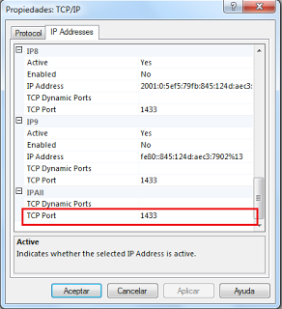 Propiedades: TCP/IP
Protocol IP Addresses
IP8
Active Yes
Enabled No
IP Address 2001:0:5ef5:79fb:845:124d:aec3:
TCP Dynamic Ports
TCP Port 1433
IP9
Active Yes
Enabled No
IP Address fe80::845:124d:aec3:7902%13
TCP Dynamic Ports
TCP Port 1433
IPAll
TCP Dynamic Ports
TCP Port 1433
Active
Indicates whether the selected IP Address is active.
Aceptar Cancelar Aplicar Ayuda